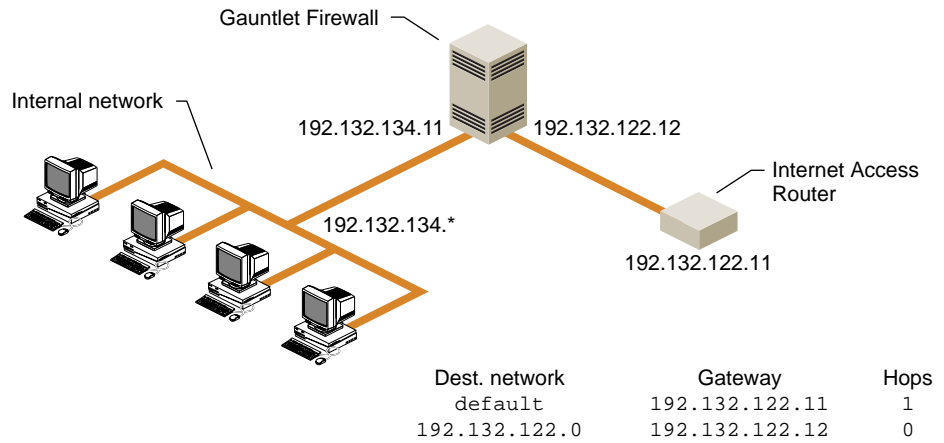 Gauntlet Firewall
Internal network
192.132.134.11
192.132.122.12
Internet Access
Router
192.132.134.*
192.132.122.11
Dest. network Gateway Hops
default 192.132.122.11 1
192.132.122.0 192.132.122.12 0